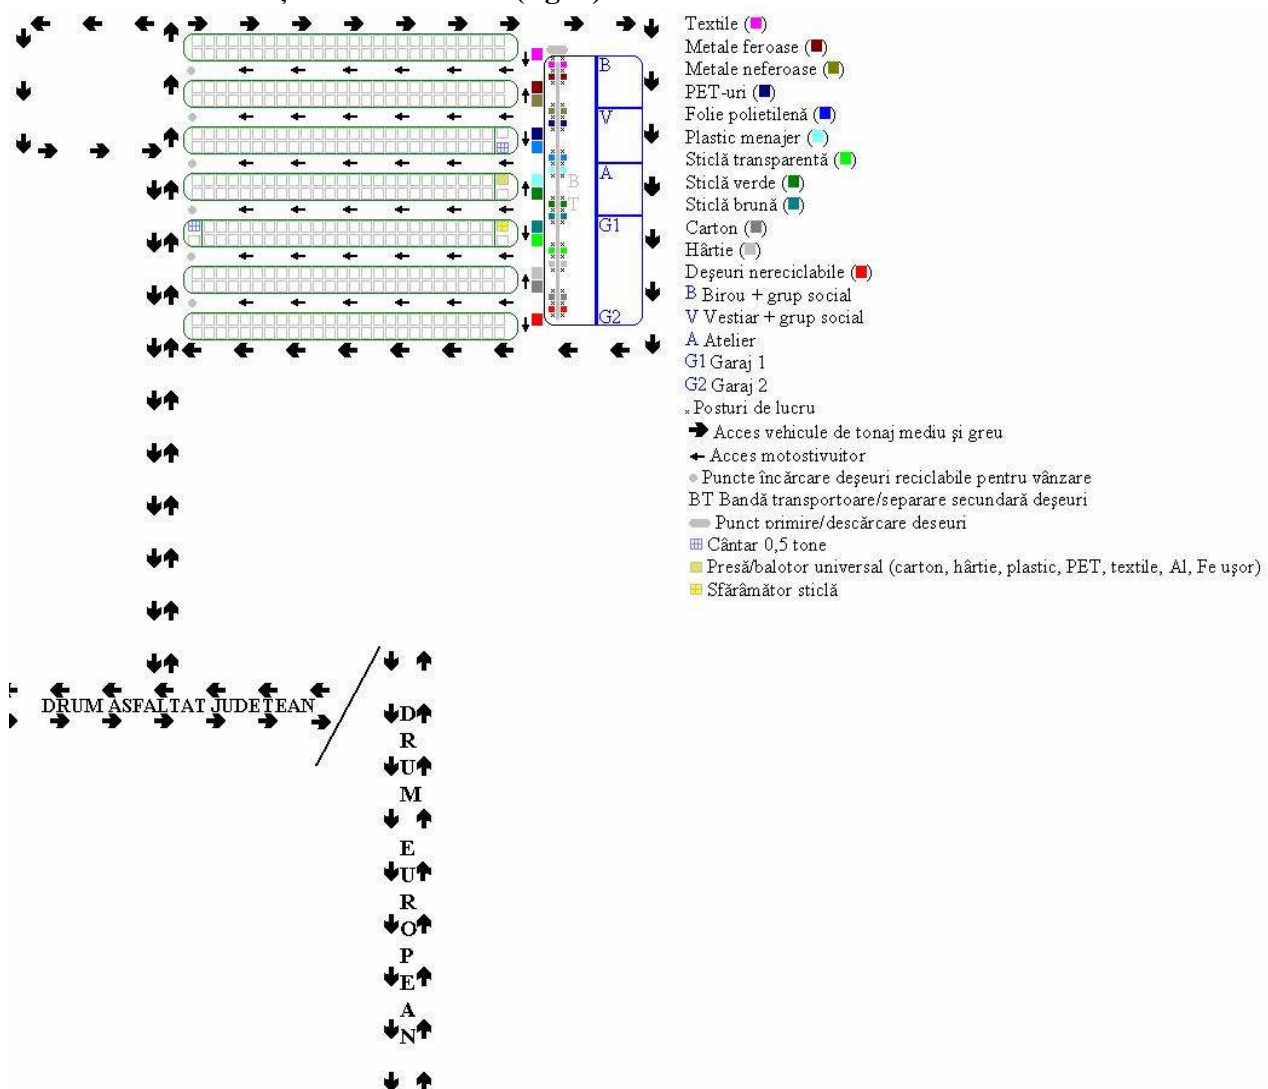 B
V
A
B
T
G1
G2
Textile (■)
Metale feroase (■)
Metale neferoase (■)
PET-uri (■)
Folie polietilenă (■)
Plastic menajer (■)
Sticlă transparentă (■)
Sticlă verde (■)
Sticlă brună (■)
Carton (■)
Hârtie (■)
Deşeuri nereciclabile (■)
B Birou + grup social
V Vestiar + grup social
A Atelier
G1 Garaj 1
G2 Garaj 2
x Posturi de lucru
Acces vehicule de tonaj mediu şi greu
Acces motostivuitor
Puncte încărcare deşeuri reciclabile pentru vânzare
BT Bandă transportoare/separare secundară deşeuri
Punct primire/descărcare deseuri
Cântar 0,5 tone
Presă/balotor universal (carton, hârtie, plastic, PET, textile, Al, Fe uşor)
Sfărâmător sticlă
DRUM ASFALTAT JUDEŢEAN
DRUM EUROPEAN